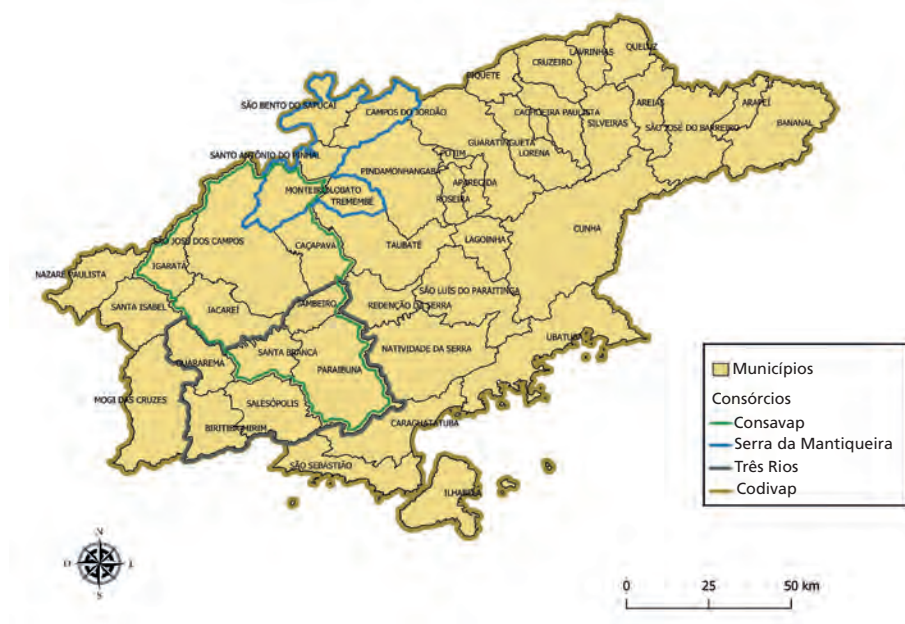 QUELUZ
LAVRINHAS
CRUZEIRO
PIQUETE
SÃO BENTO DO SAPUCAÍ
CAMPOS DO JORDÃO
CACHOEIRA PAULISTA
AREIAS
ARAPEÍ
SILVEIRAS
SÃO JOSÉ DO BARREIRO
BANANAL
GUARATINGUETÁ
LORENA
POTIM
SANTO ANTÔNIO DO PINHAL
PINDAMONHANGABA
APARECIDA
MONTEIRO LOBATO
TREMEMBÉ
ROSEIRA
CUNHA
SÃO JOSÉ DOS CAMPOS
CAÇAPAVA
TAUBATÉ
LAGOINHA
IGARATÁ
NAZARÉ PAULISTA
SÃO LUÍS DO PARAITINGA
SANTA ISABEL
JACAREÍ
JAMBEIRO
REDENÇÃO DA SERRA
UBATUBA
NATIVIDADE DA SERRA
SANTA BRANCA
GUARAREMA
PARAIBUNA
MOGI DAS CRUZES
SALESÓPOLIS
CARAGUATATUBA
BIRITIBA MIRIM
SÃO SEBASTIÃO
ILHABELA
Municípios
Consórcios
Consavap
Serra da Mantiqueira
Três Rios
Codivap
N
O
L
S
0 25 50 km